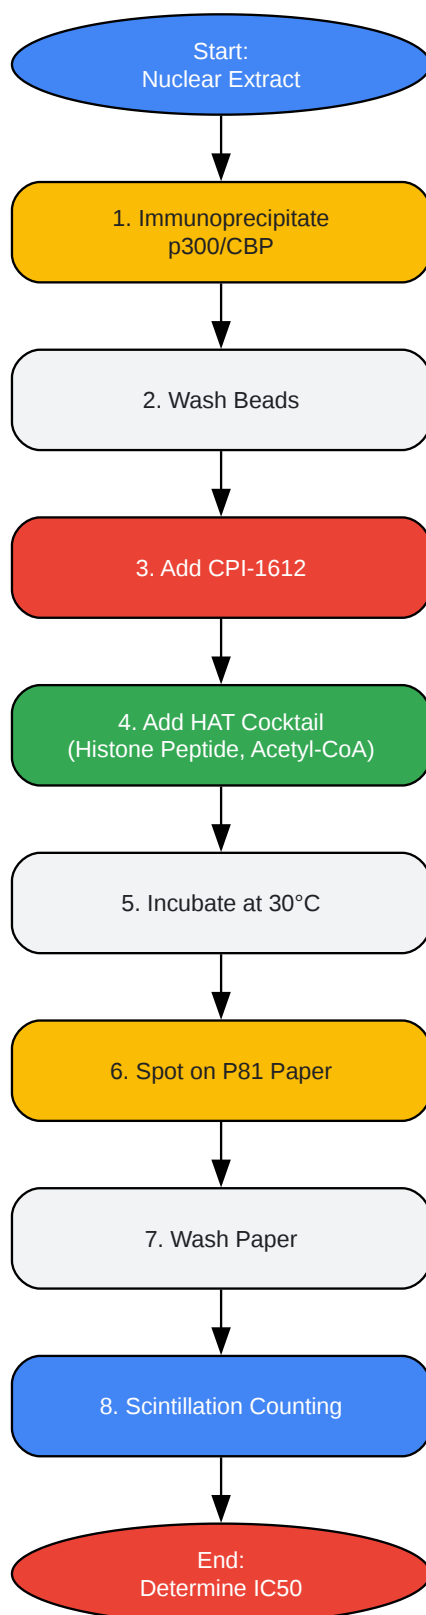 Start:
Nuclear Extract
1. Immunoprecipitate
p300/CBP
2. Wash Beads
3. Add CPI-1612
4. Add HAT Cocktail
(Histone Peptide, Acetyl-CoA)
5. Incubate at 30°C
6. Spot on P81 Paper
7. Wash Paper
8. Scintillation Counting
End:
Determine IC50